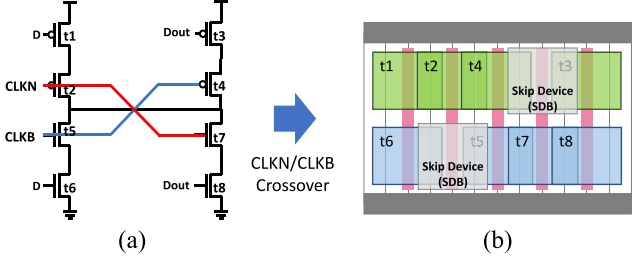 D
t1
Dout
t3
CLKN
t2
t4
CLKB
t5
t7
D
t6
Dout
t8
(a)
CLKN/CLKB
Crossover
t1
t2
t4
t3
Skip Device
(SDB)
t6
t5
t7
t8
Skip Device
(SDB)
(b)